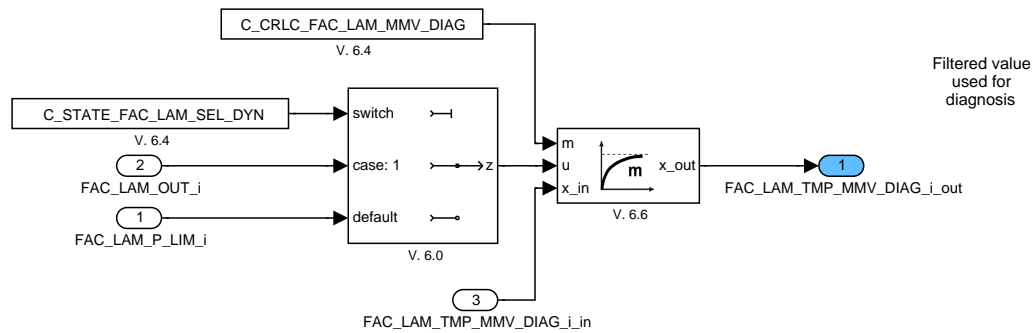 C_CRLC_FAC_LAM_MMV_DIAG
V. 6.4
Filtered value
used for
diagnosis
C_STATE_FAC_LAM_SEL_DYN
V. 6.4
switch
2
FAC_LAM_OUT_i
case: 1
z
1
FAC_LAM_P_LIM_i
default
V. 6.0
m
u
x_in
m
x_out
V. 6.6
1
FAC_LAM_TMP_MMV_DIAG_i_out
3
FAC_LAM_TMP_MMV_DIAG_i_in